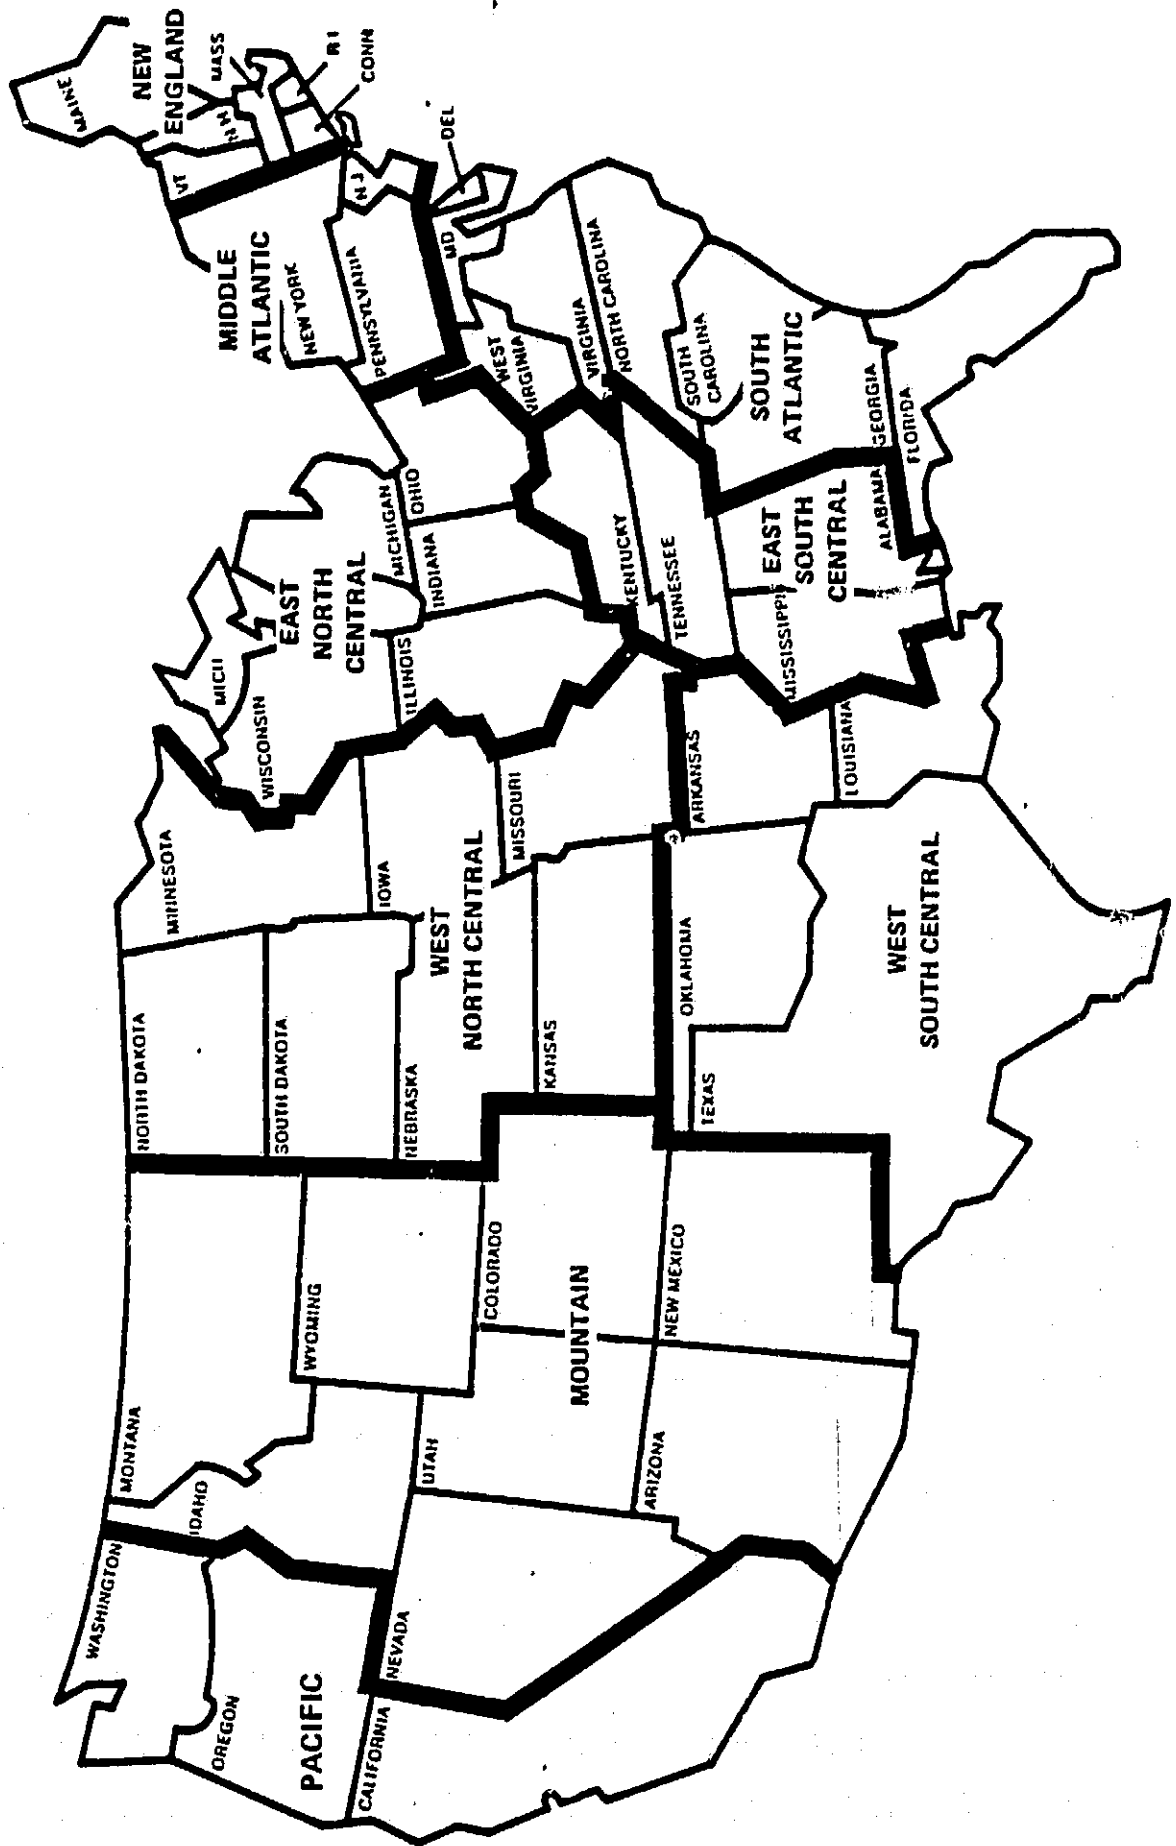 WASHINGTON
OREGON
PACIFIC
CALIFORNIA
NEVADA
IDAHO
MONTANA
WYOMING
UTAH
COLORADO
MOUNTAIN
ARIZONA
NEW MEXICO
NORTH DAKOTA
SOUTH DAKOTA
NEBRASKA
KANSAS
MINNESOTA
IOWA
MISSOURI
WEST
NORTH CENTRAL
OKLAHOMA
TEXAS
ARKANSAS
LOUISIANA
WEST
SOUTH CENTRAL
WISCONSIN
MICH
MICHIGAN
ILLINOIS
INDIANA
OHIO
EAST
NORTH
CENTRAL
KENTUCKY
TENNESSEE
MISSISSIPPI
ALABAMA
EAST
SOUTH
CENTRAL
MIDDLE
ATLANTIC
NEW YORK
PENNSYLVANIA
N J
NEW
ENGLAND
MAINE
VT
N H
MASS
R I
CONN
DEL
MD
WEST
VIRGINIA
VIRGINIA
NORTH CAROLINA
SOUTH
CAROLINA
GEORGIA
FLORIDA
SOUTH
ATLANTIC